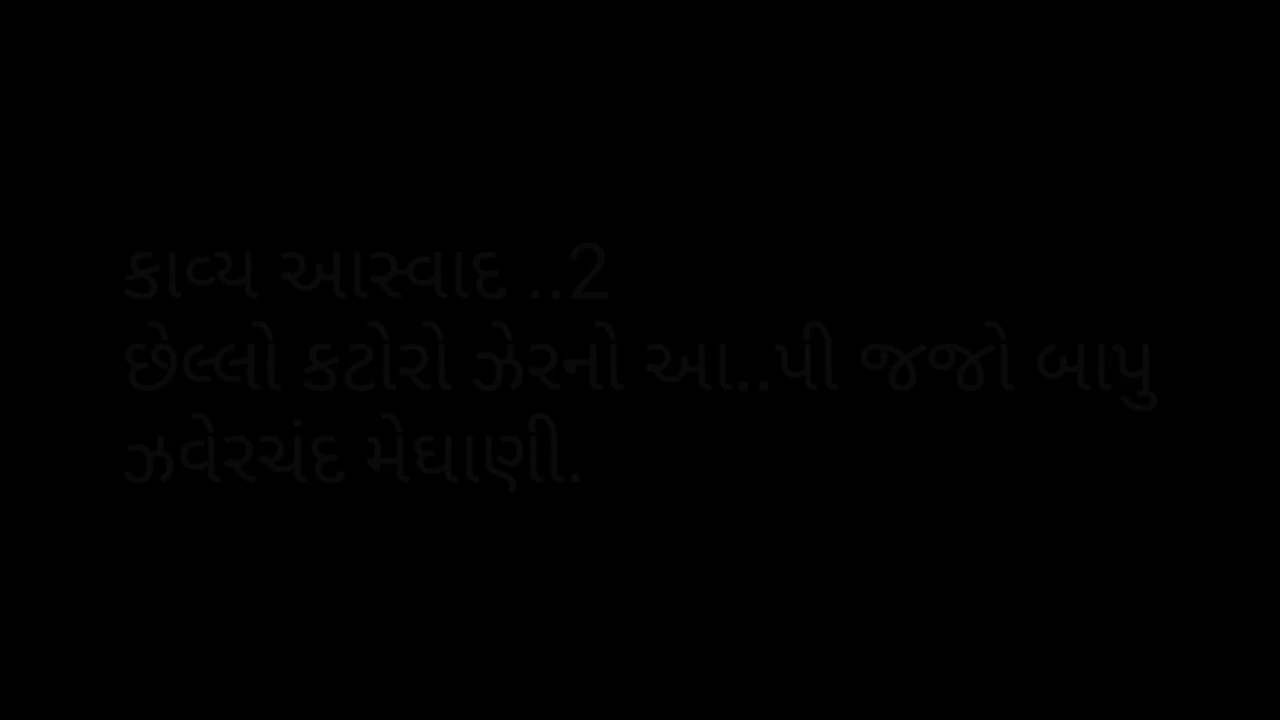 કાવ્ય આસ્વાદ ..2
છેલ્લો કટોરો ઝેરનો આ..પી જજો બાપુ
ઝવેરચંદ મેઘાણી.